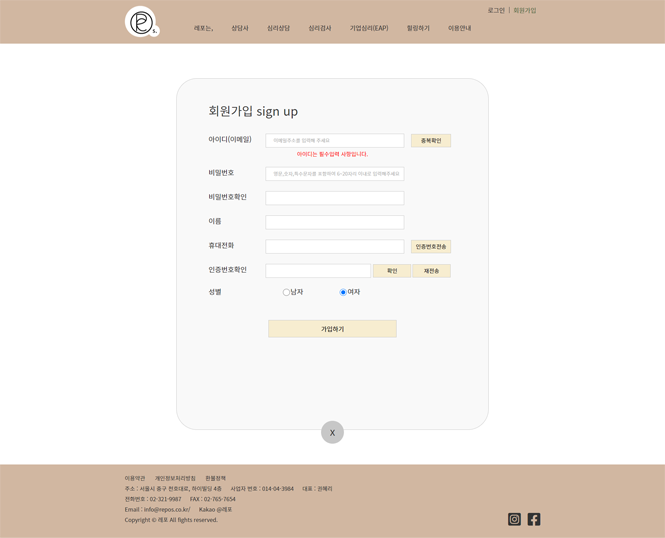 로그인 | 회원가입
s.
레포는, 상담사 심리상담 심리검사 기업심리(EAP) 힐링하기 이용안내
회원가입 sign up
아이디(이메일) 이메일주소를 입력해 주세요 중복확인
아이디는 필수입력 사항입니다.
비밀번호 영문,숫자,특수문자를 포함하여 8~20자리 이내로 입력해주세요
비밀번호확인
이름
휴대전화 인증번호전송
인증번호확인 확인 재전송
성별 남자 여자
가입하기
X
이용약관 개인정보처리방침 환불정책
주소 : 서울시 중구 한호대로, 하이빌딩 4층 사업자 번호 : 014-04-3984 대표 : 권혜리
전화번호 : 02-321-9987 FAX : 02-765-7654
Email : info@repos.co.kr/ Kakao @레포
Copyright © 레포 All fights reserved.